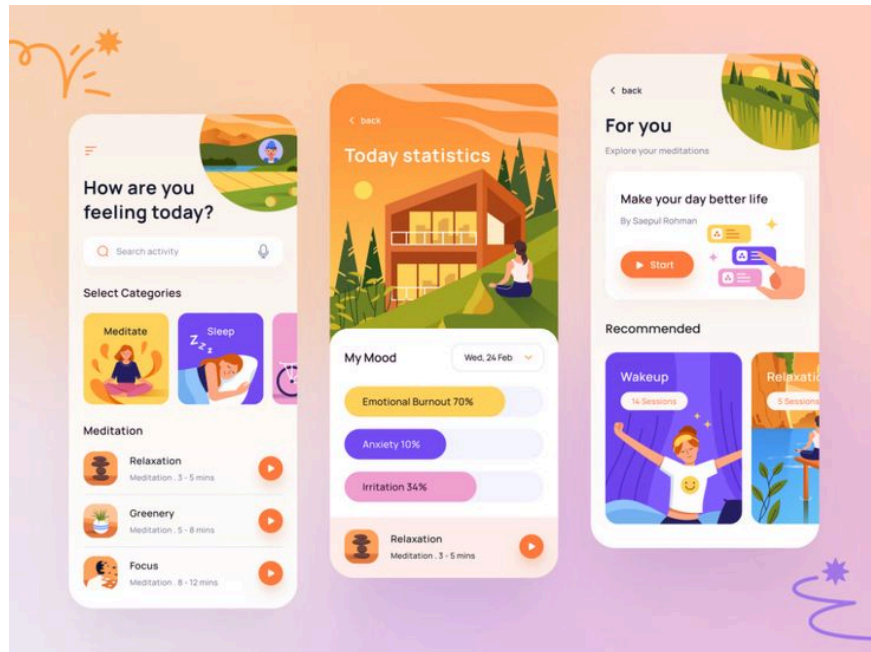 How are you
feeling today?
Search activity
Select Categories
Meditate
Sleep
Z Z Z
Meditation
Relaxation
Meditation . 3 - 5 mins
Greenery
Meditation . 5 - 8 mins
Focus
Meditation . 8 - 12 mins
< back
Today statistics
My Mood
Wed, 24 Feb
Emotional Burnout 70%
Anxiety 10%
Irritation 34%
Relaxation
Meditation . 3 - 5 mins
< back
For you
Explore your meditations
Make your day better life
By Saepul Rohman
Start
Recommended
Wakeup
14 Sessions
Relaxati
5 Sessions